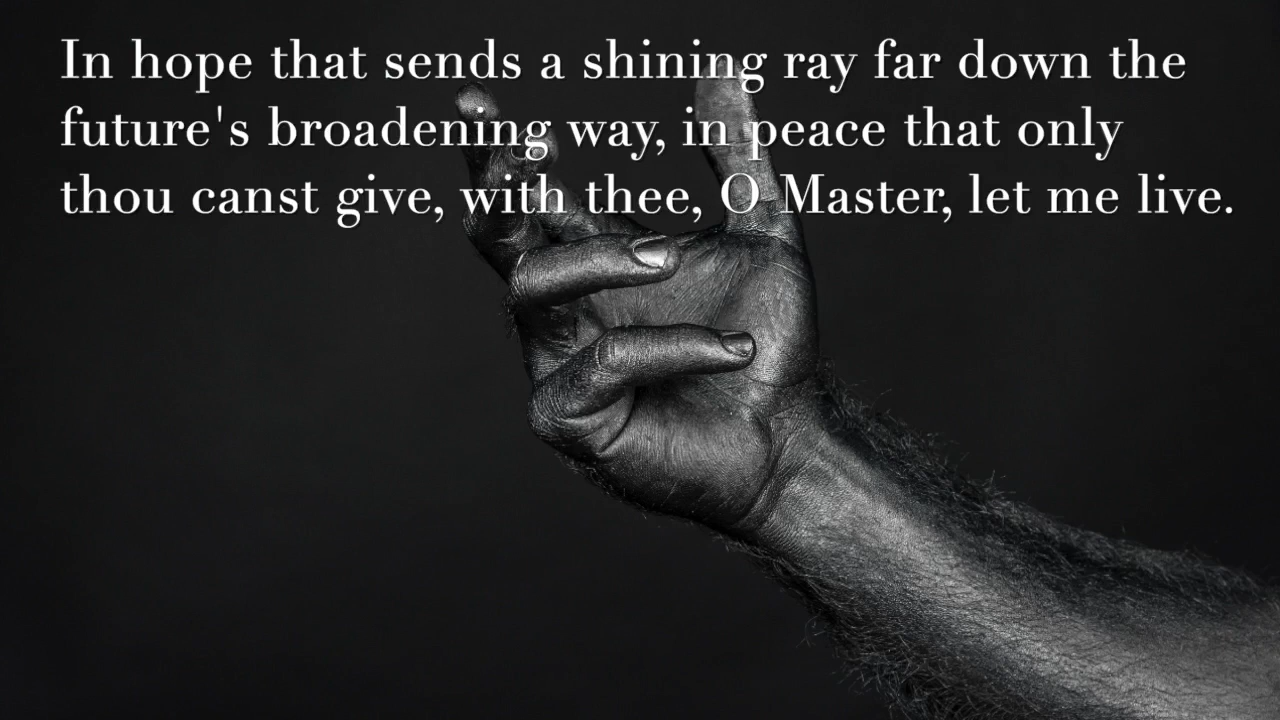 In hope that sends a shining ray far down the
future's broadening way, in peace that only
thou canst give, with thee, O Master, let me live.